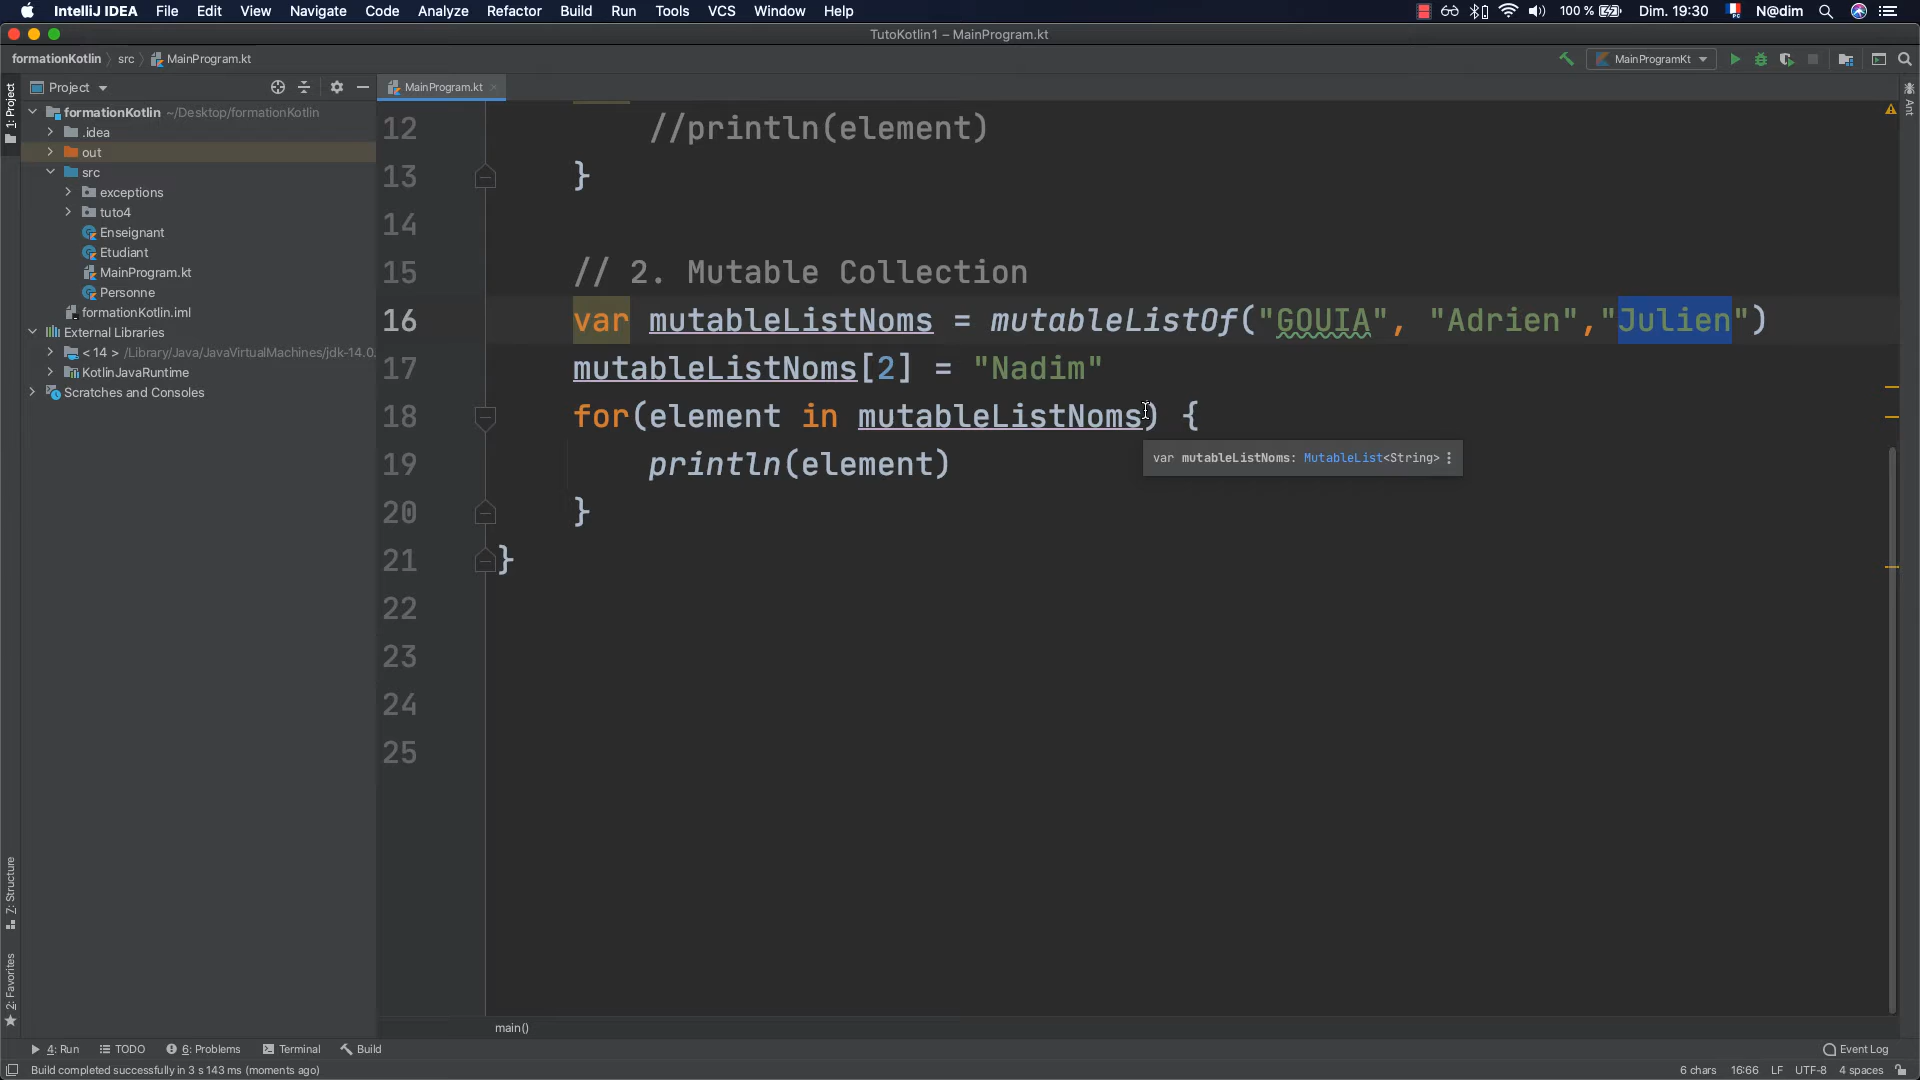 IntelliJ IDEA File Edit View Navigate Code Analyze Refactor Build Run Tools VCS Window Help 100 % Dim. 19:30 N@dim
TutoKotlin1 – MainProgram.kt
formationKotlin src MainProgram.kt MainProgramKt
Project MainProgram.kt
1: Project
Ant
formationKotlin ~/Desktop/formationKotlin
.idea
out
src
exceptions
tuto4
Enseignant
Etudiant
MainProgram.kt
Personne
formationKotlin.iml
External Libraries
< 14 > /Library/Java/JavaVirtualMachines/jdk-14.0.
KotlinJavaRuntime
Scratches and Consoles
12 //println(element)
13 }
14
15 // 2. Mutable Collection
16 var mutableListNoms = mutableListOf("GOUIA", "Adrien","Julien")
17 mutableListNoms[2] = "Nadim"
18 for(element in mutableListNoms) {
var mutableListNoms: MutableList<String>
19 println(element)
20 }
21 }
22
23
24
25
7: Structure
2: Favorites
main()
4: Run TODO 6: Problems Terminal Build Event Log
Build completed successfully in 3 s 143 ms (moments ago) 6 chars 16:66 LF UTF-8 4 spaces